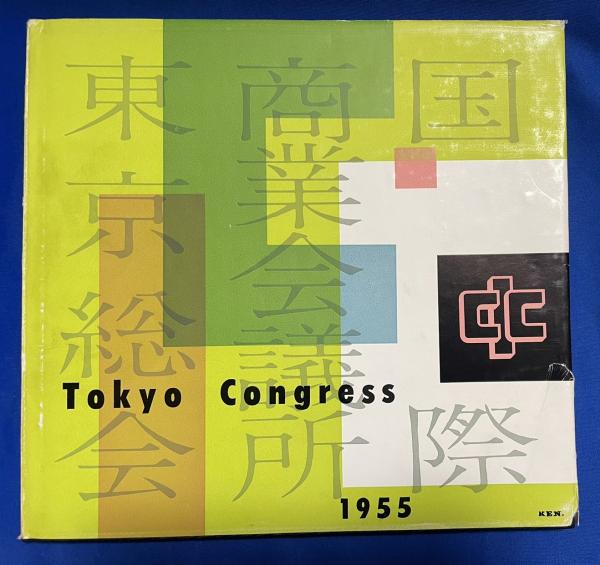 国際
商業会議所
東京総会
Tokyo Congress
1955
KEN.